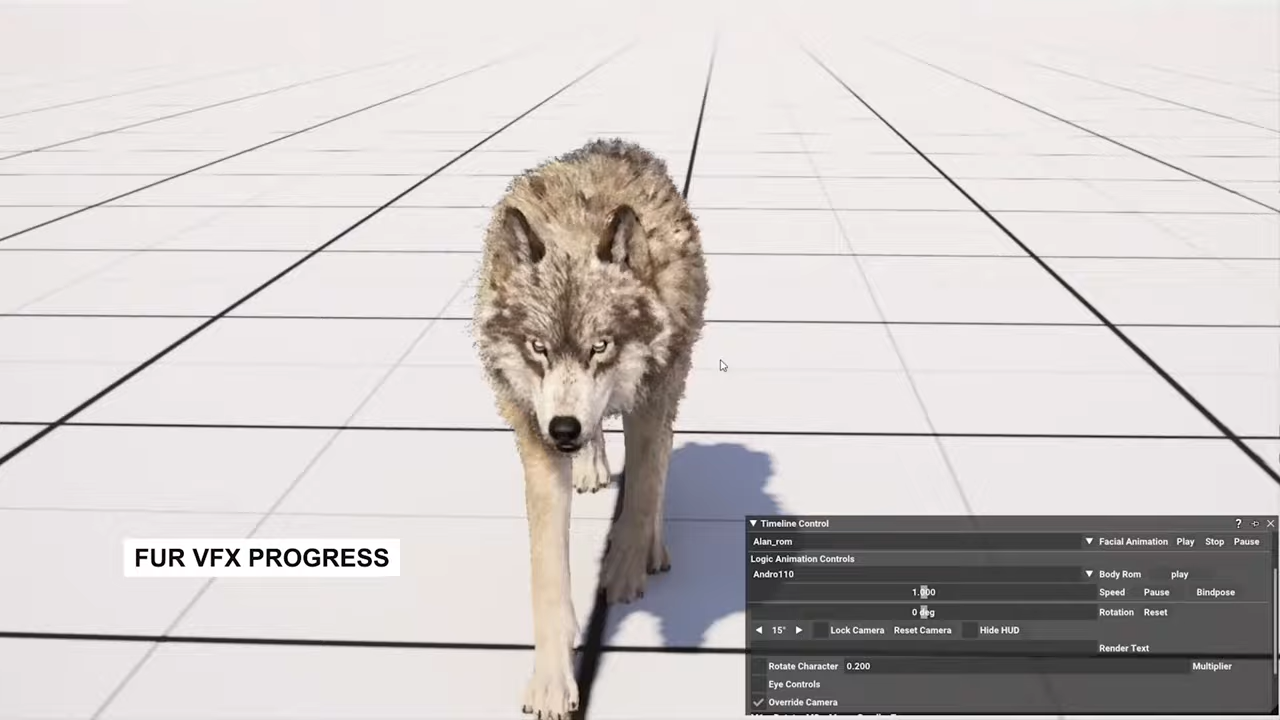 FUR VFX PROGRESS
Timeline Control ?
Alan_rom Facial Animation Play Stop Pause
Logic Animation Controls
Andro110 Body Rom play
1.000 Speed Pause Bindpose
0 deg Rotation Reset
15° Lock Camera Reset Camera Hide HUD
Render Text
Rotate Character 0.200 Multiplier
Eye Controls
Override Camera